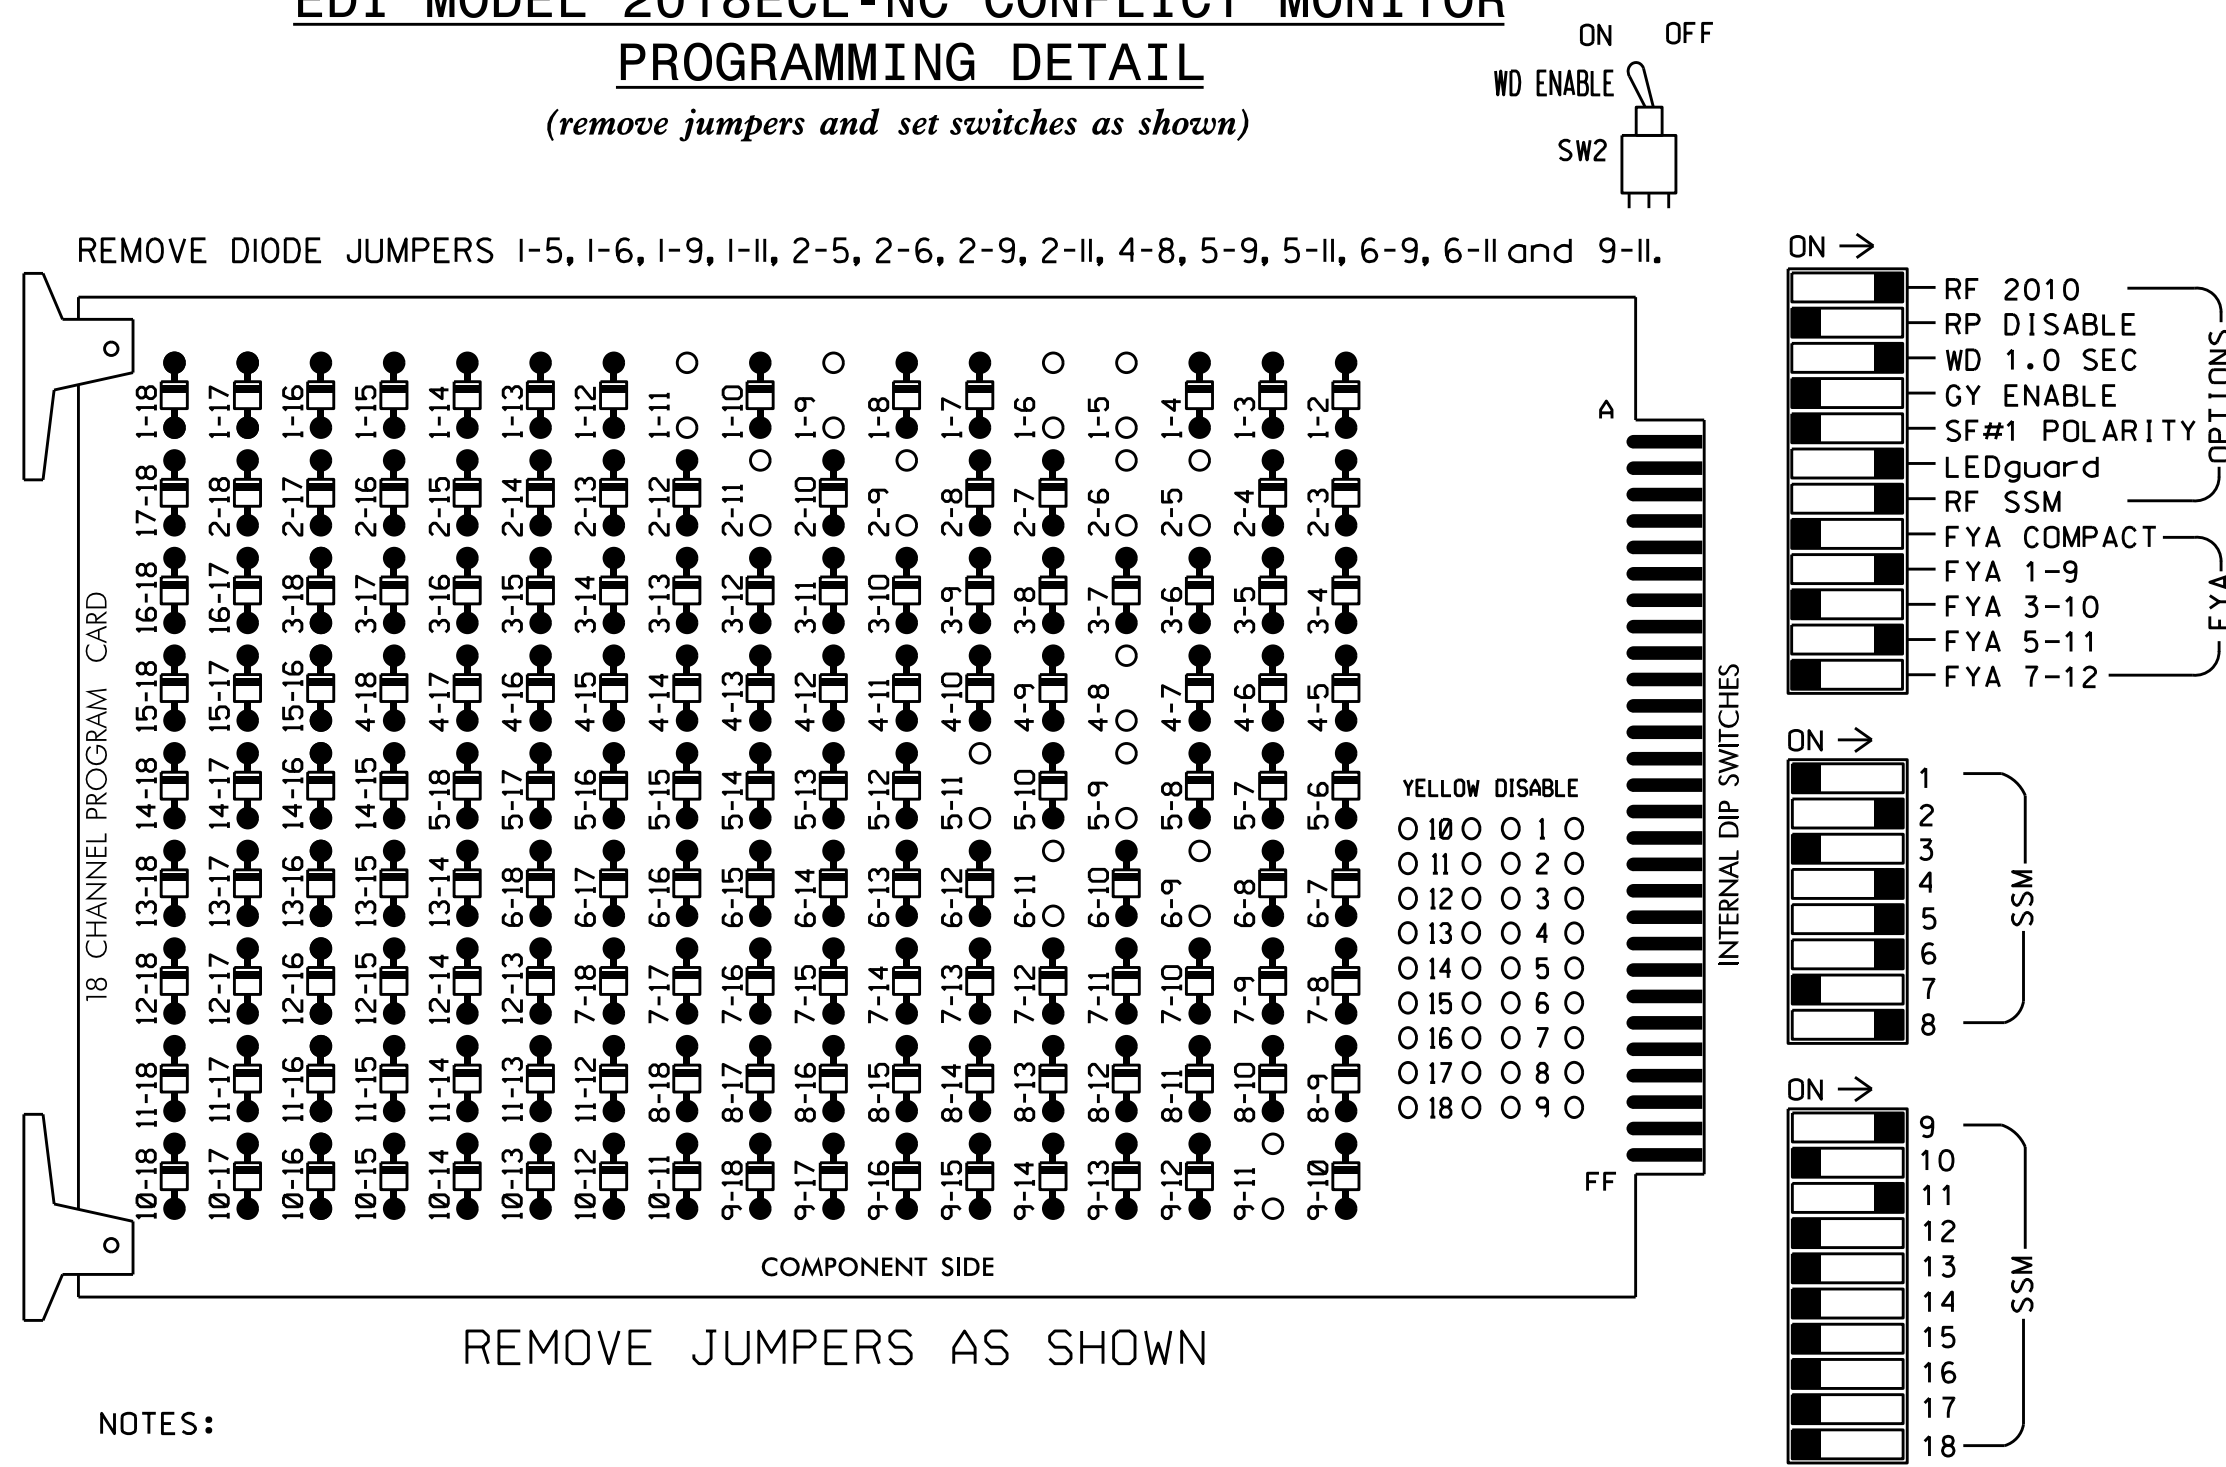 EDI MODEL 2018ECL-NC CONFLICT MONITOR
PROGRAMMING DETAIL
(remove jumpers and set switches as shown)
ON OFF
WD ENABLE
SW2
REMOVE DIODE JUMPERS 1-5, 1-6, 1-9, 1-11, 2-5, 2-6, 2-9, 2-11, 4-8, 5-9, 5-11, 6-9, 6-11 and 9-11.
18 CHANNEL PROGRAM CARD
1-18 1-17 1-16 1-15 1-14 1-13 1-12 1-11 1-10 1-9 1-8 1-7 1-6 1-5 1-4 1-3 1-2
17-18 2-18 2-17 2-16 2-15 2-14 2-13 2-12 2-11 2-10 2-9 2-8 2-7 2-6 2-5 2-4 2-3
16-18 16-17 3-18 3-17 3-16 3-15 3-14 3-13 3-12 3-11 3-10 3-9 3-8 3-7 3-6 3-5 3-4
15-18 15-17 15-16 4-18 4-17 4-16 4-15 4-14 4-13 4-12 4-11 4-10 4-9 4-8 4-7 4-6 4-5
14-18 14-17 14-16 14-15 5-18 5-17 5-16 5-15 5-14 5-13 5-12 5-11 5-10 5-9 5-8 5-7 5-6
13-18 13-17 13-16 13-15 13-14 6-18 6-17 6-16 6-15 6-14 6-13 6-12 6-11 6-10 6-9 6-8 6-7
12-18 12-17 12-16 12-15 12-14 12-13 7-18 7-17 7-16 7-15 7-14 7-13 7-12 7-11 7-10 7-9 7-8
11-18 11-17 11-16 11-15 11-14 11-13 11-12 8-18 8-17 8-16 8-15 8-14 8-13 8-12 8-11 8-10 8-9
10-18 10-17 10-16 10-15 10-14 10-13 10-12 10-11 9-18 9-17 9-16 9-15 9-14 9-13 9-12 9-11 9-10
A
YELLOW DISABLE
10 1
11 2
12 3
13 4
14 5
15 6
16 7
17 8
18 9
FF
COMPONENT SIDE
REMOVE JUMPERS AS SHOWN
NOTES:
INTERNAL DIP SWITCHES
ON →
RF 2010
RP DISABLE
WD 1.0 SEC
GY ENABLE
SF#1 POLARITY
LEDguard
RF SSM
OPTIONS
FYA COMPACT
FYA 1-9
FYA 3-10
FYA 5-11
FYA 7-12
FYA
ON →
1
2
3
4
5
6
7
8
SSM
ON →
9
10
11
12
13
14
15
16
17
18
SSM